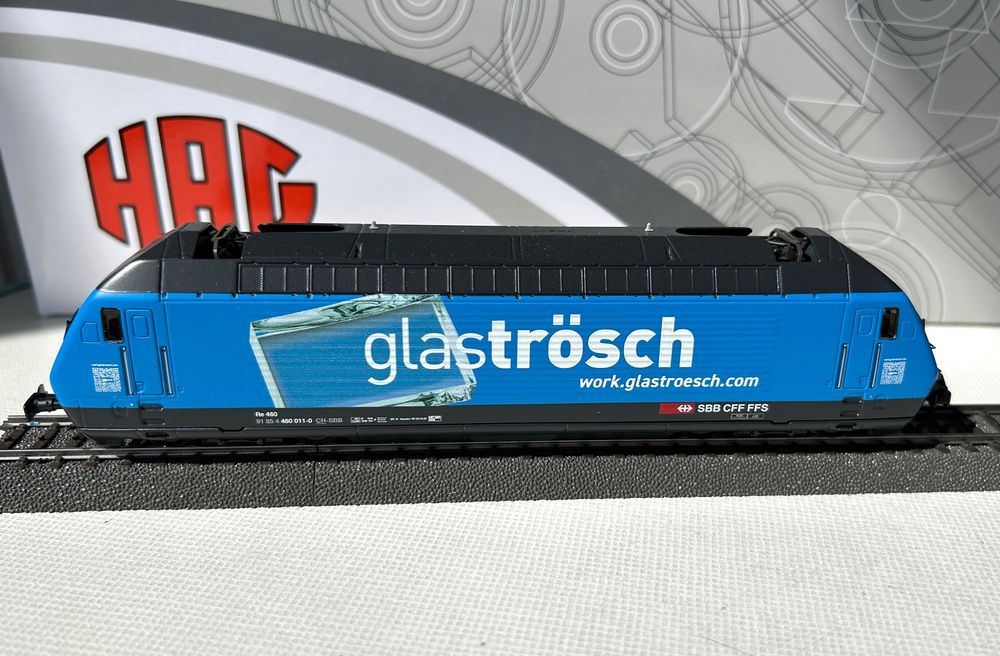 HAG
glaströsch
work.glastroesch.com
Re 460
91 85 4 460 011-0 CH-SBB
SBB CFF FFS